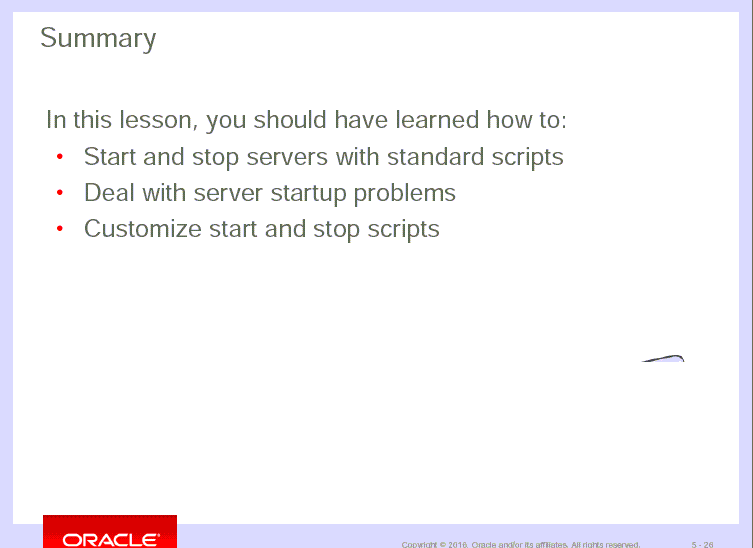 Summary
In this lesson, you should have learned how to:
• Start and stop servers with standard scripts
• Deal with server startup problems
• Customize start and stop scripts
ORACLE
Copyright © 2016, Oracle and/or its affiliates. All rights reserved. 5 - 26